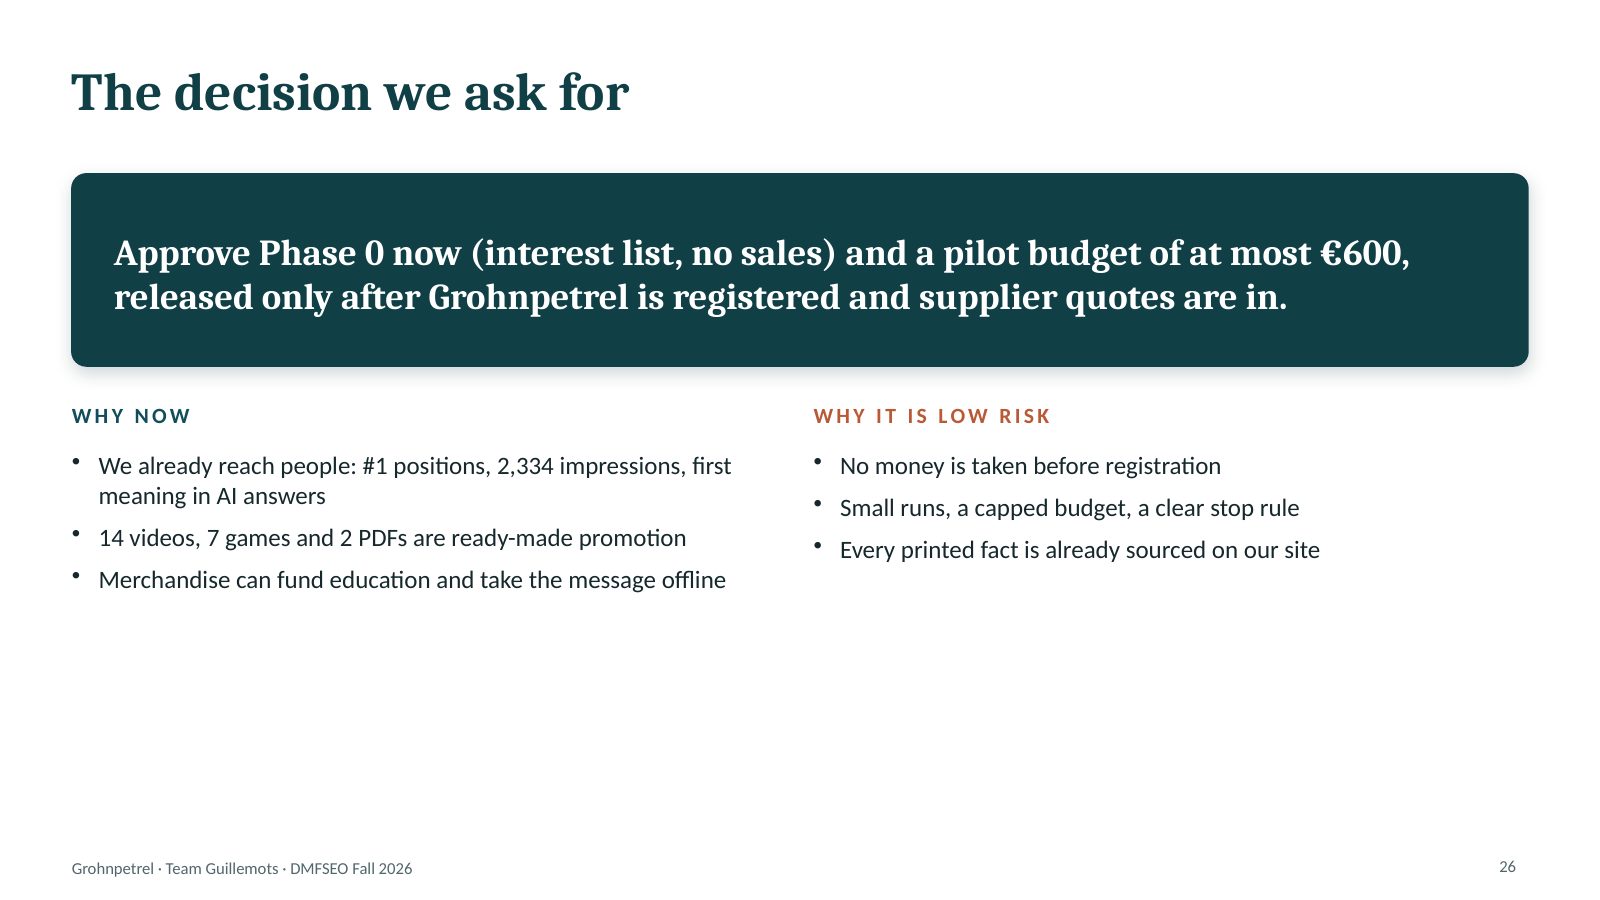 The decision we ask for
Approve Phase 0 now (interest list, no sales) and a pilot budget of at most €600,
released only after Grohnpetrel is registered and supplier quotes are in.
WHY NOW
• We already reach people: #1 positions, 2,334 impressions, first
meaning in AI answers
• 14 videos, 7 games and 2 PDFs are ready-made promotion
• Merchandise can fund education and take the message offline
WHY IT IS LOW RISK
• No money is taken before registration
• Small runs, a capped budget, a clear stop rule
• Every printed fact is already sourced on our site
Grohnpetrel · Team Guillemots · DMFSEO Fall 2026
26